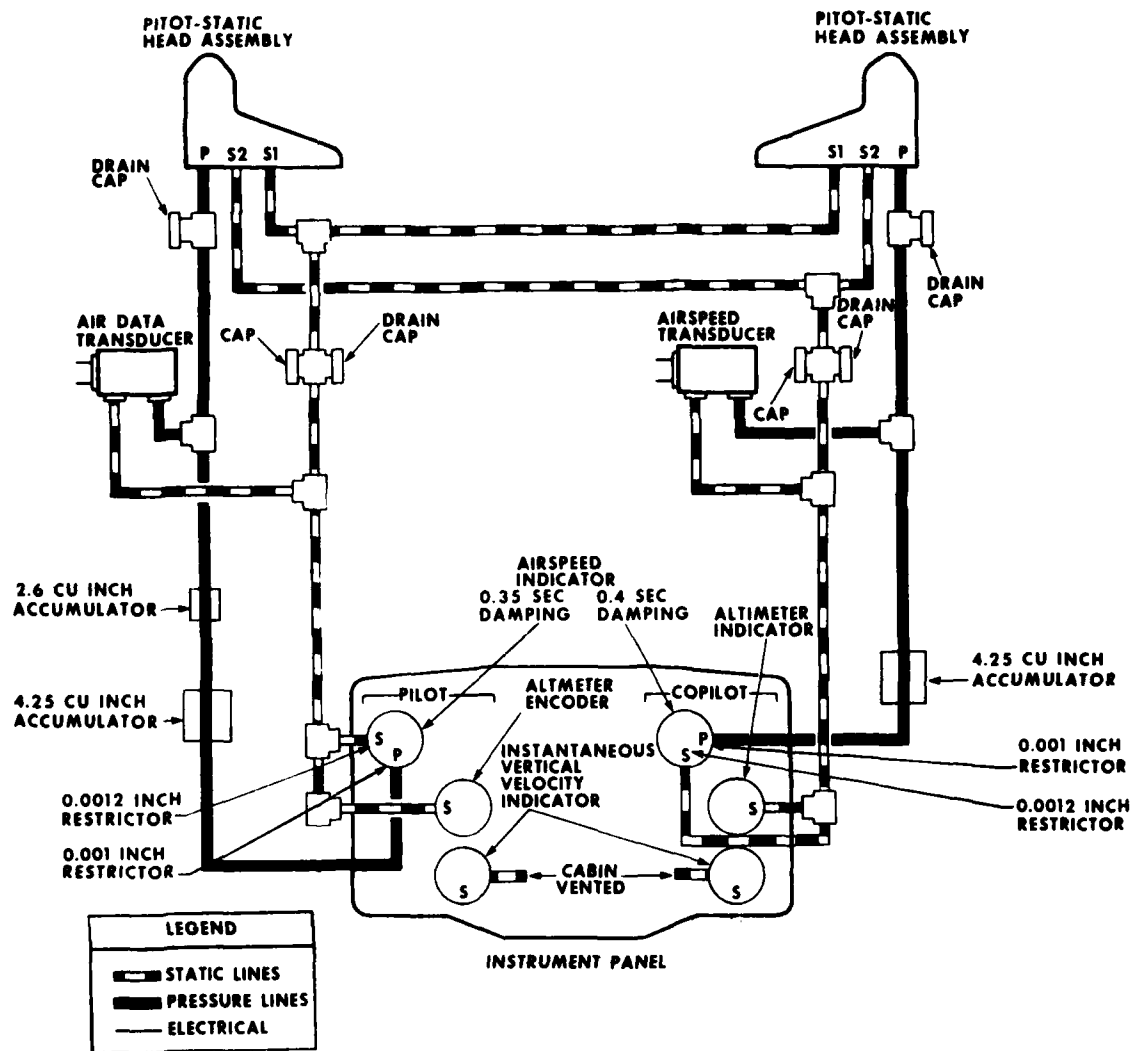 PITOT-STATIC
HEAD ASSEMBLY
PITOT-STATIC
HEAD ASSEMBLY
P S2 S1
S1 S2 P
DRAIN
CAP
DRAIN
CAP
AIR DATA
TRANSDUCER
CAP
DRAIN
CAP
AIRSPEED
TRANSDUCER
DRAIN
CAP
CAP
2.6 CU INCH
ACCUMULATOR
4.25 CU INCH
ACCUMULATOR
AIRSPEED
INDICATOR
0.35 SEC
DAMPING
0.4 SEC
DAMPING
ALTIMETER
INDICATOR
4.25 CU INCH
ACCUMULATOR
PILOT
ALTMETER
ENCODER
COPILOT
S
P
P
S
INSTANTANEOUS
VERTICAL
VELOCITY
INDICATOR
S
S
0.0012 INCH
RESTRICTOR
0.001 INCH
RESTRICTOR
0.001 INCH
RESTRICTOR
0.0012 INCH
RESTRICTOR
S
CABIN
VENTED
S
INSTRUMENT PANEL
LEGEND
STATIC LINES
PRESSURE LINES
ELECTRICAL